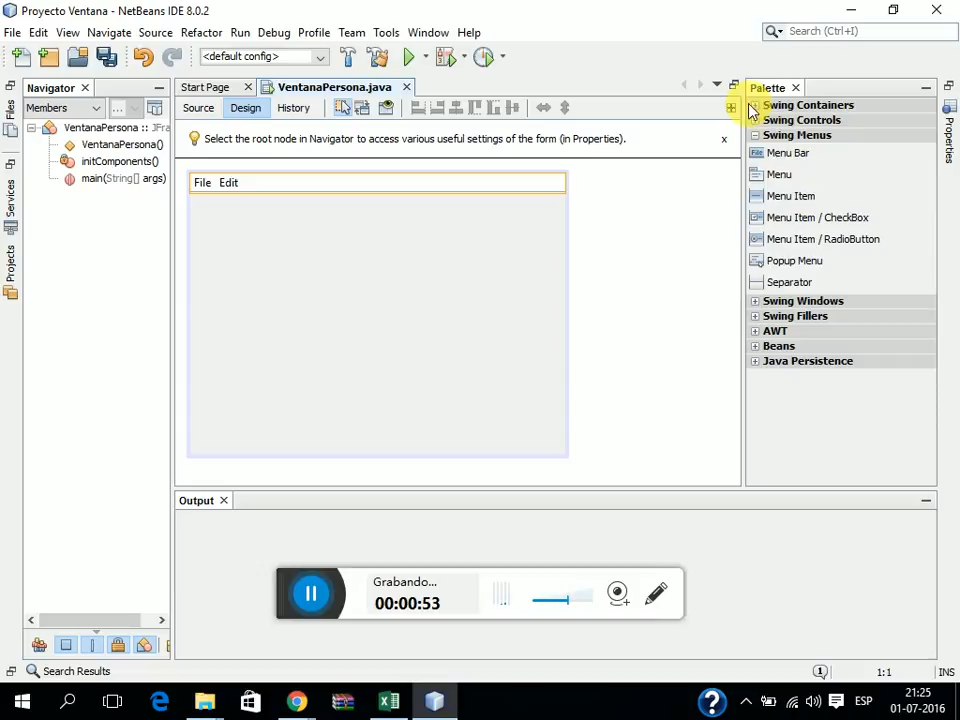 Proyecto Ventana - NetBeans IDE 8.0.2
File Edit View Navigate Source Refactor Run Debug Profile Team Tools Window Help
Search (Ctrl+I)
<default config>
Files
Services
Projects
Navigator
Members
...
VentanaPersona :: JFra
VentanaPersona()
initComponents()
main(String[] args)
Start Page
VentanaPersona.java
Source Design History
Select the root node in Navigator to access various useful settings of the form (in Properties). x
File Edit
Palette
Swing Containers
Swing Controls
Swing Menus
Menu Bar
Menu
Menu Item
Menu Item / CheckBox
Menu Item / RadioButton
Popup Menu
Separator
Swing Windows
Swing Fillers
AWT
Beans
Java Persistence
Properties
Output
Grabando...
00:00:53
Search Results
1
1:1
INS
ESP
21:25
01-07-2016